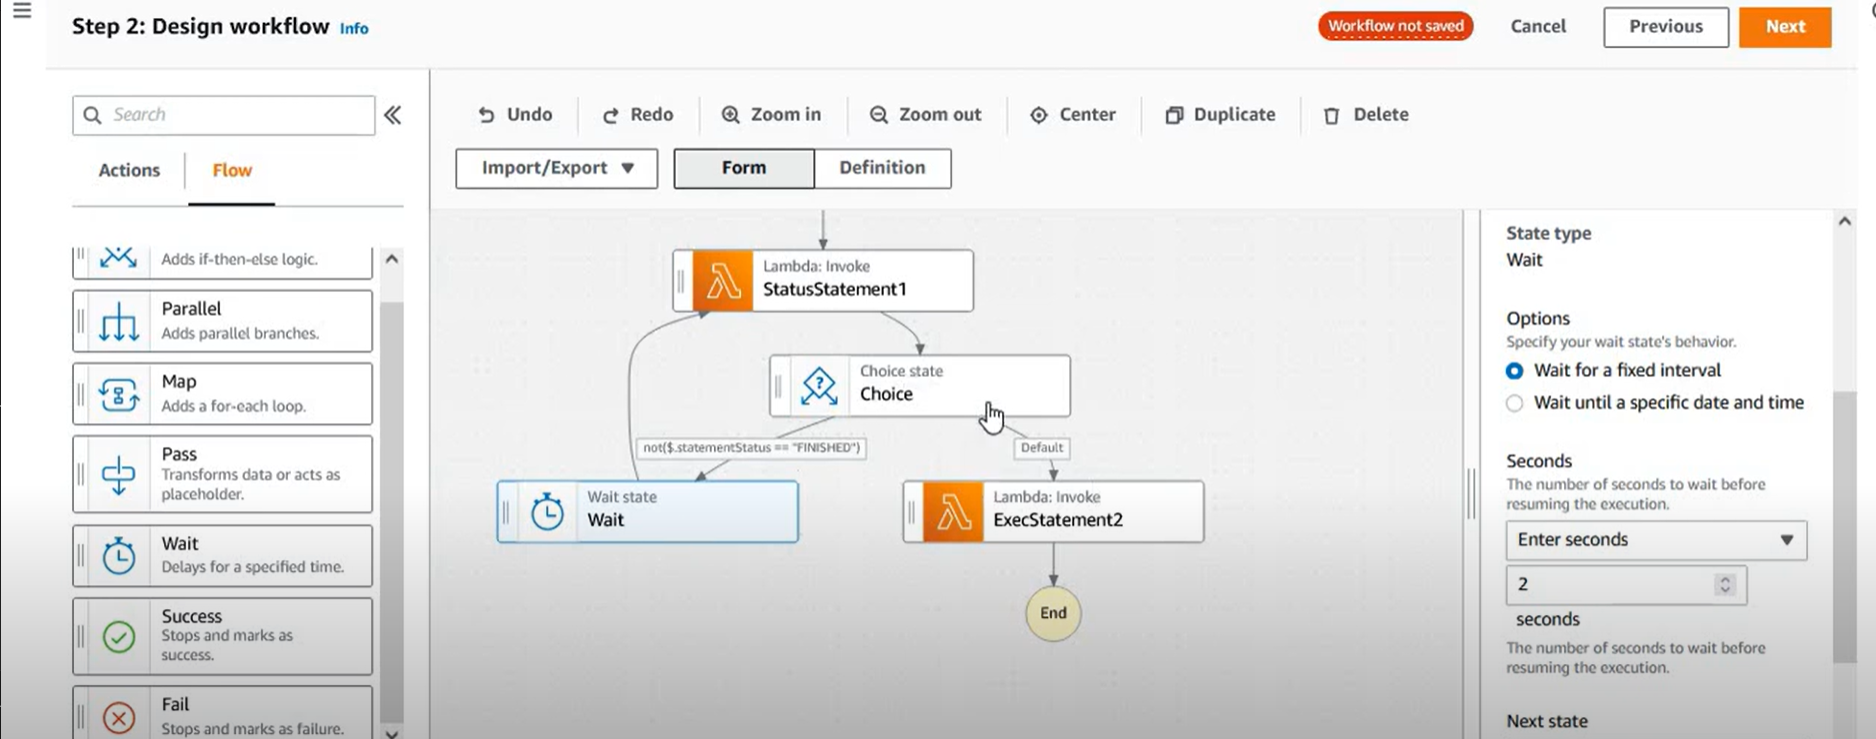 Step 2: Design workflow Info
Workflow not saved
Cancel
Previous
Next
Search
Actions
Flow
Adds if-then-else logic.
Parallel
Adds parallel branches.
Map
Adds a for-each loop.
Pass
Transforms data or acts as
placeholder.
Wait
Delays for a specified time.
Success
Stops and marks as
success.
Fail
Stops and marks as failure.
Undo
Redo
Zoom in
Zoom out
Center
Duplicate
Delete
Import/Export
Form
Definition
Lambda: Invoke
StatusStatement1
Choice state
Choice
not($.statementStatus == "FINISHED")
Default
Wait state
Wait
Lambda: Invoke
ExecStatement2
End
State type
Wait
Options
Specify your wait state's behavior.
Wait for a fixed interval
Wait until a specific date and time
Seconds
The number of seconds to wait before
resuming the execution.
Enter seconds
2
seconds
The number of seconds to wait before
resuming the execution.
Next state